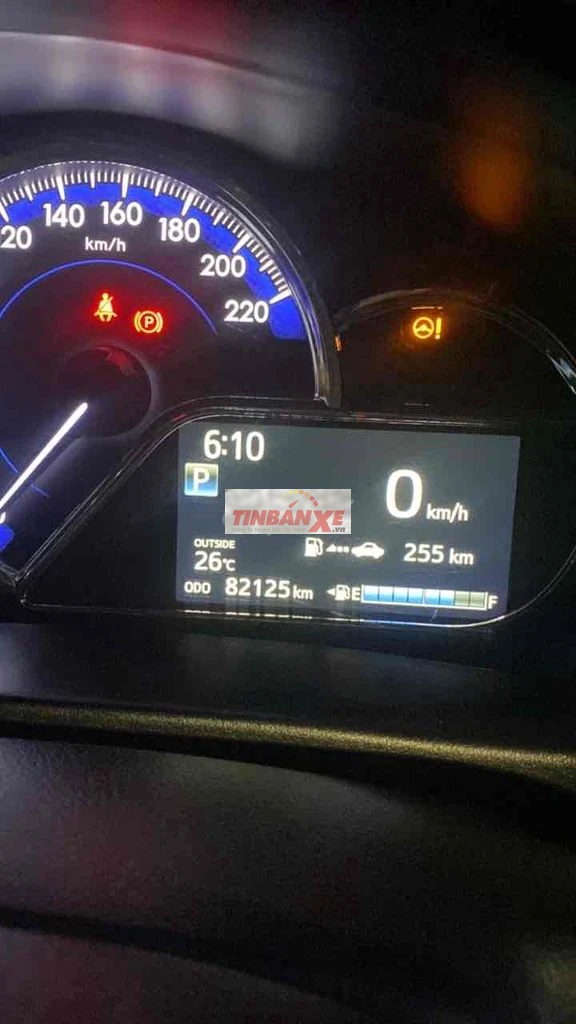 20 140 160 180 200 220
km/h
P
!
6:10
P
0 km/h
TINBANXE.vn
OUTSIDE
26°C
255 km
ODO 82125 km
E F